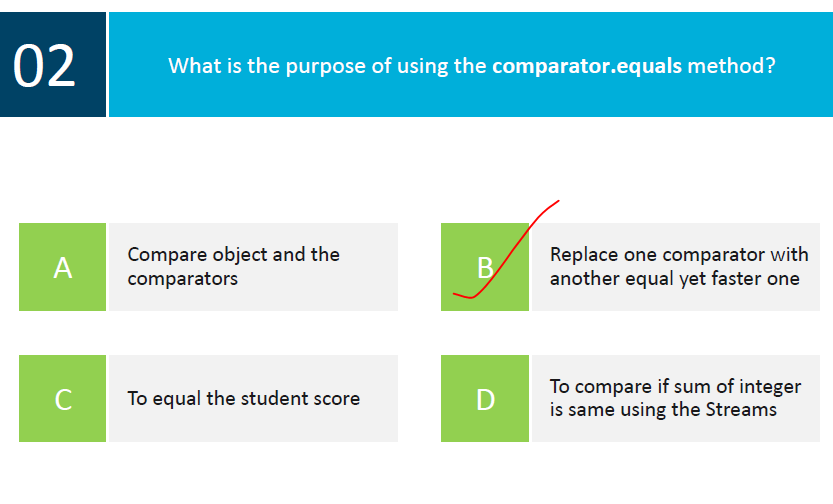 02
What is the purpose of using the comparator.equals method?
A
Compare object and the
comparators
B
Replace one comparator with
another equal yet faster one
C
To equal the student score
D
To compare if sum of integer
is same using the Streams